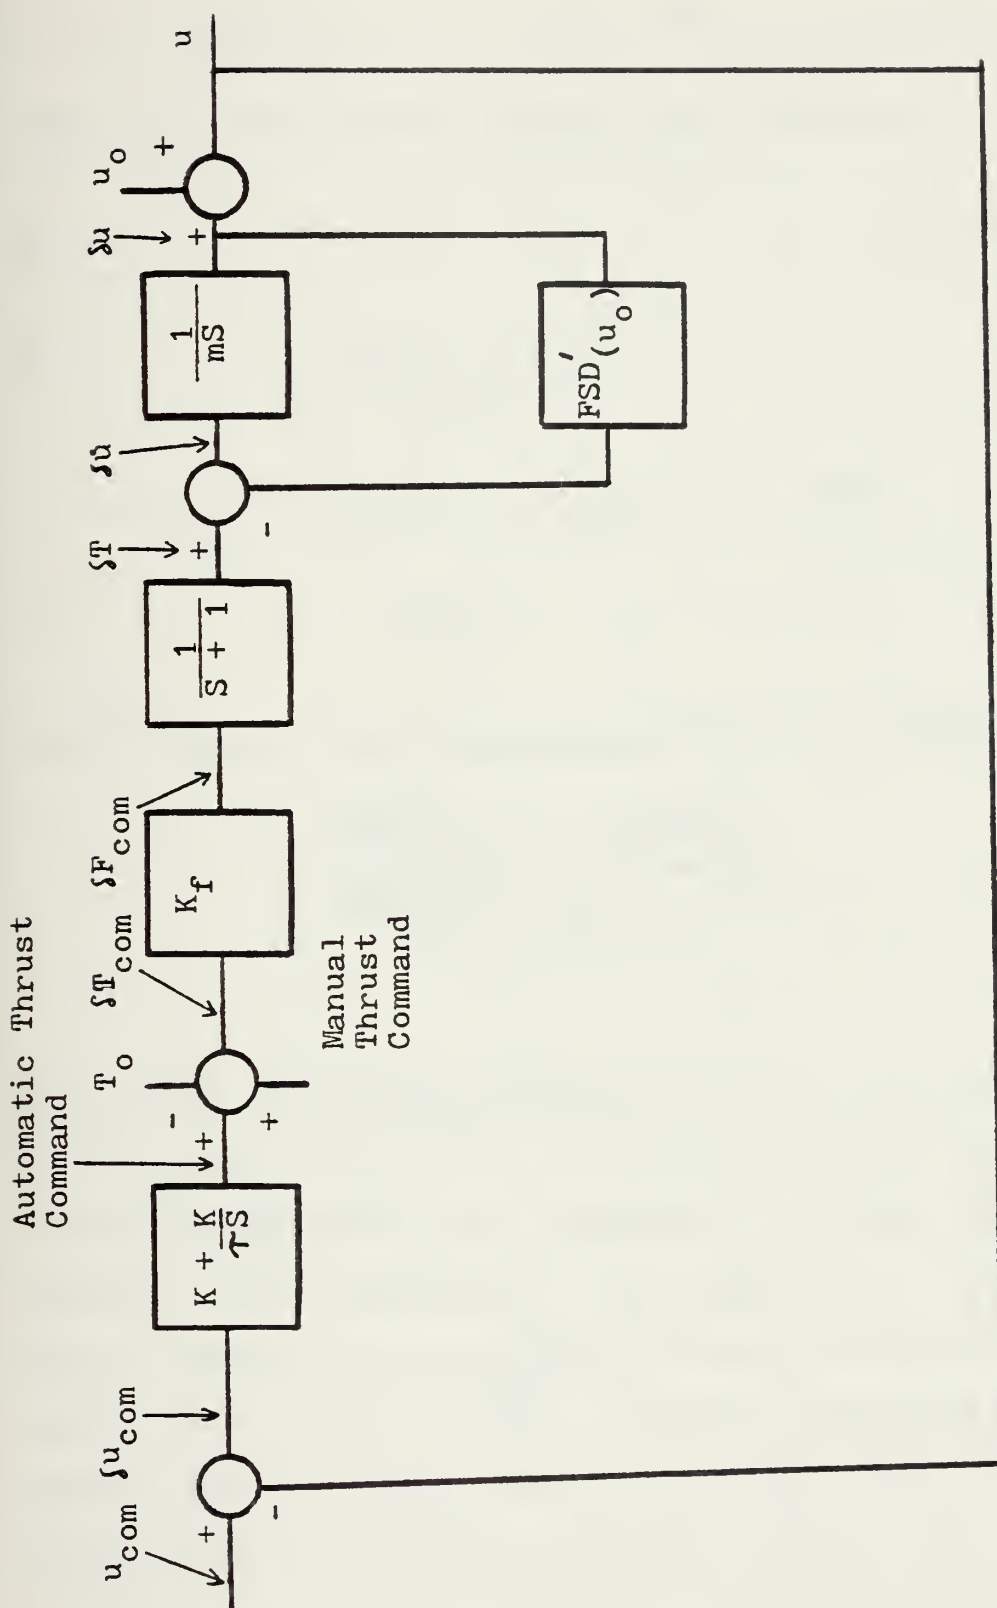 Automatic Thrust
Command
u_com
δu_com
T_o
δT_com
δF_com
δT
δu̇
δu
u_o
u
+
-
K + K/τS
+
-
+
K_f
1/(S + 1)
+
-
1/mS
+
+
FSD'(u_o)
Manual
Thrust
Command